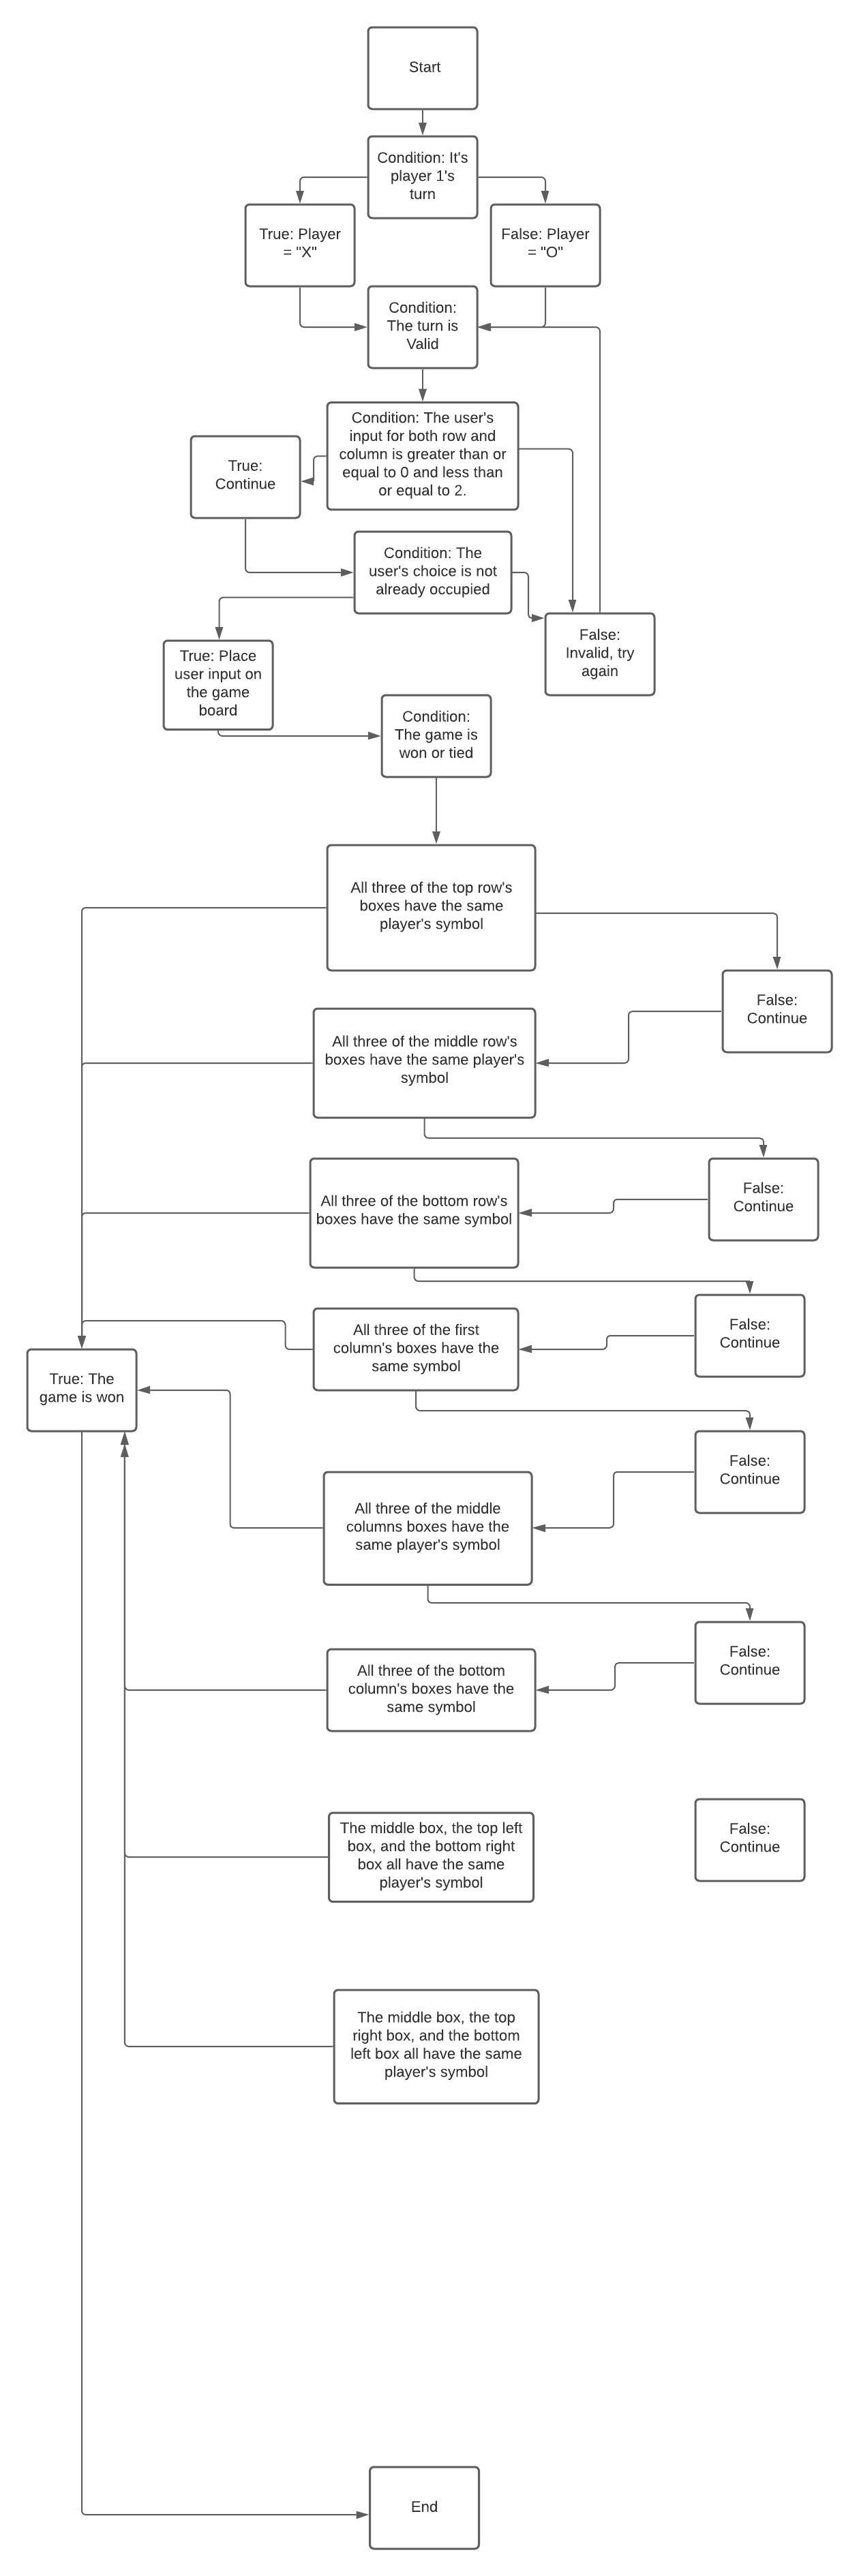 Start
Condition: It's
player 1's
turn
True: Player
= "X"
False: Player
= "O"
Condition:
The turn is
Valid
Condition: The user's
input for both row and
column is greater than or
equal to 0 and less than
or equal to 2.
True:
Continue
Condition: The
user's choice is not
already occupied
False:
Invalid, try
again
True: Place
user input on
the game
board
Condition:
The game is
won or tied
All three of the top row's
boxes have the same
player's symbol
False:
Continue
All three of the middle row's
boxes have the same player's
symbol
False:
Continue
All three of the bottom row's
boxes have the same symbol
False:
Continue
All three of the first
column's boxes have the
same symbol
True: The
game is won
False:
Continue
All three of the middle
columns boxes have the
same player's symbol
False:
Continue
All three of the bottom
column's boxes have the
same symbol
False:
Continue
The middle box, the top left
box, and the bottom right
box all have the same
player's symbol
The middle box, the top
right box, and the bottom
left box all have the same
player's symbol
End